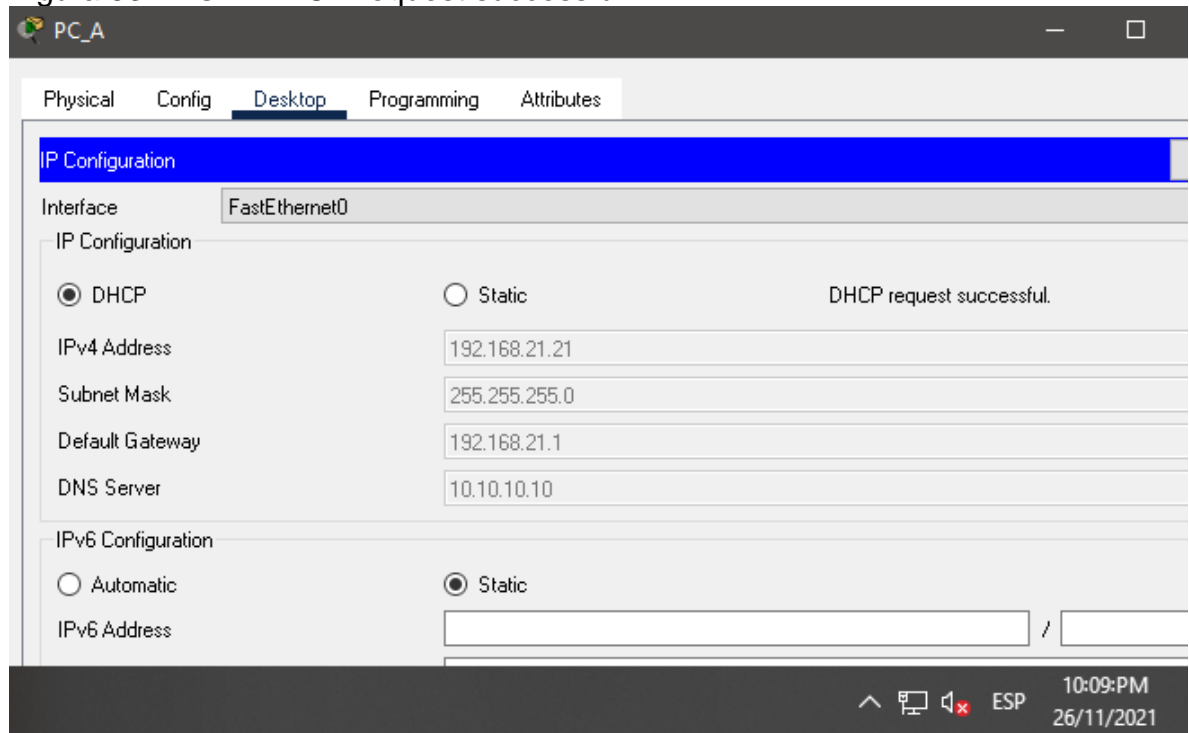 PC_A
Physical Config Desktop Programming Attributes
IP Configuration
Interface FastEthernet0
IP Configuration
DHCP Static DHCP request successful.
IPv4 Address 192.168.21.21
Subnet Mask 255.255.255.0
Default Gateway 192.168.21.1
DNS Server 10.10.10.10
IPv6 Configuration
Automatic Static
IPv6 Address /
ESP 10:09:PM
26/11/2021